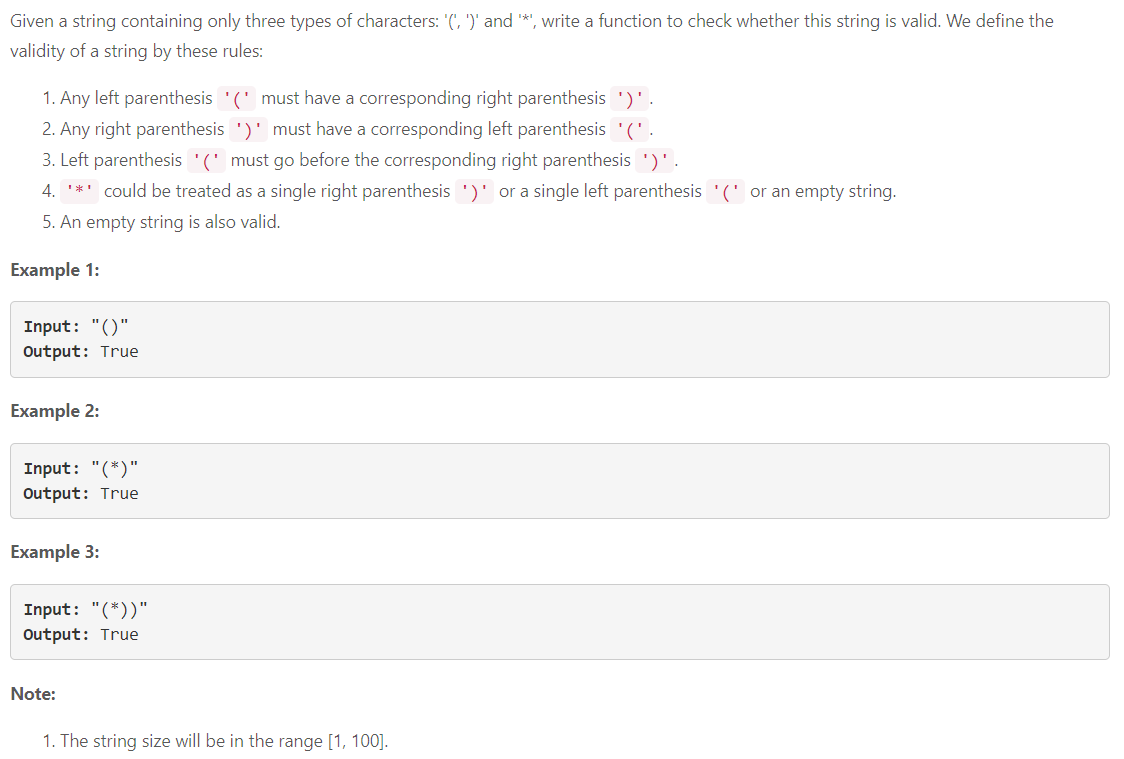 Given a string containing only three types of characters: '(', ')' and '*', write a function to check whether this string is valid. We define the
validity of a string by these rules:
1. Any left parenthesis '(' must have a corresponding right parenthesis ')'.
2. Any right parenthesis ')' must have a corresponding left parenthesis '('.
3. Left parenthesis '(' must go before the corresponding right parenthesis ')'.
4. '*' could be treated as a single right parenthesis ')' or a single left parenthesis '(' or an empty string.
5. An empty string is also valid.
Example 1:
Input: "()"
Output: True
Example 2:
Input: "(*)"
Output: True
Example 3:
Input: "(*))"
Output: True
Note:
1. The string size will be in the range [1, 100].